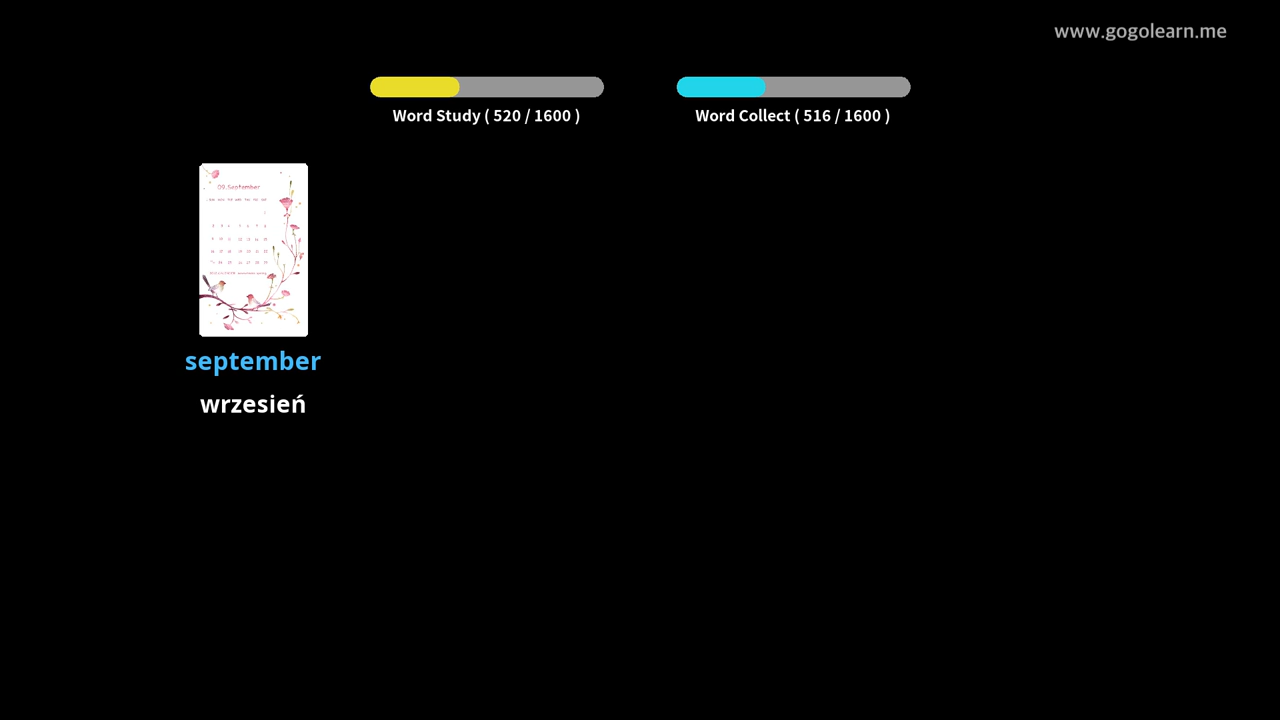 www.gogolearn.me
Word Study ( 520 / 1600 )
Word Collect ( 516 / 1600 )
09.September
september
wrzesień